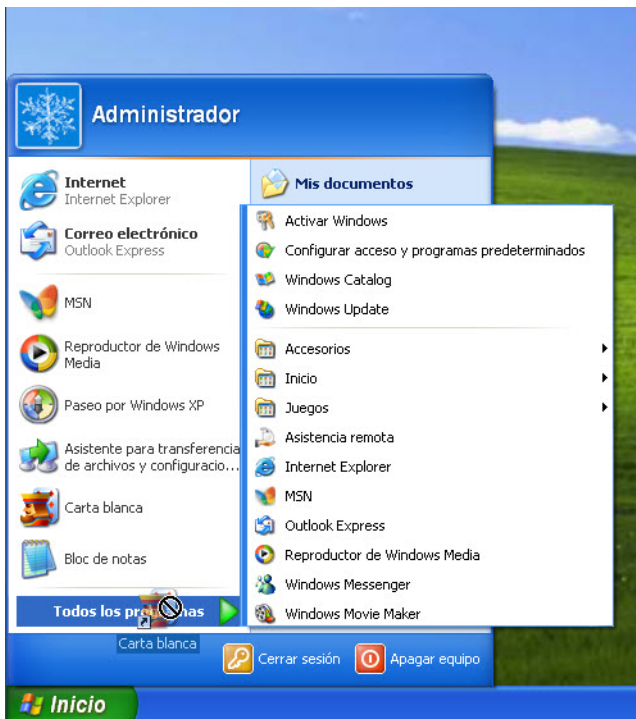 Administrador
Internet
Internet Explorer
Correo electrónico
Outlook Express
MSN
Reproductor de Windows
Media
Paseo por Windows XP
Asistente para transferencia
de archivos y configuracio...
Carta blanca
Bloc de notas
Todos los programas
Carta blanca
Mis documentos
Activar Windows
Configurar acceso y programas predeterminados
Windows Catalog
Windows Update
Accesorios
Inicio
Juegos
Asistencia remota
Internet Explorer
MSN
Outlook Express
Reproductor de Windows Media
Windows Messenger
Windows Movie Maker
Cerrar sesión
Apagar equipo
Inicio